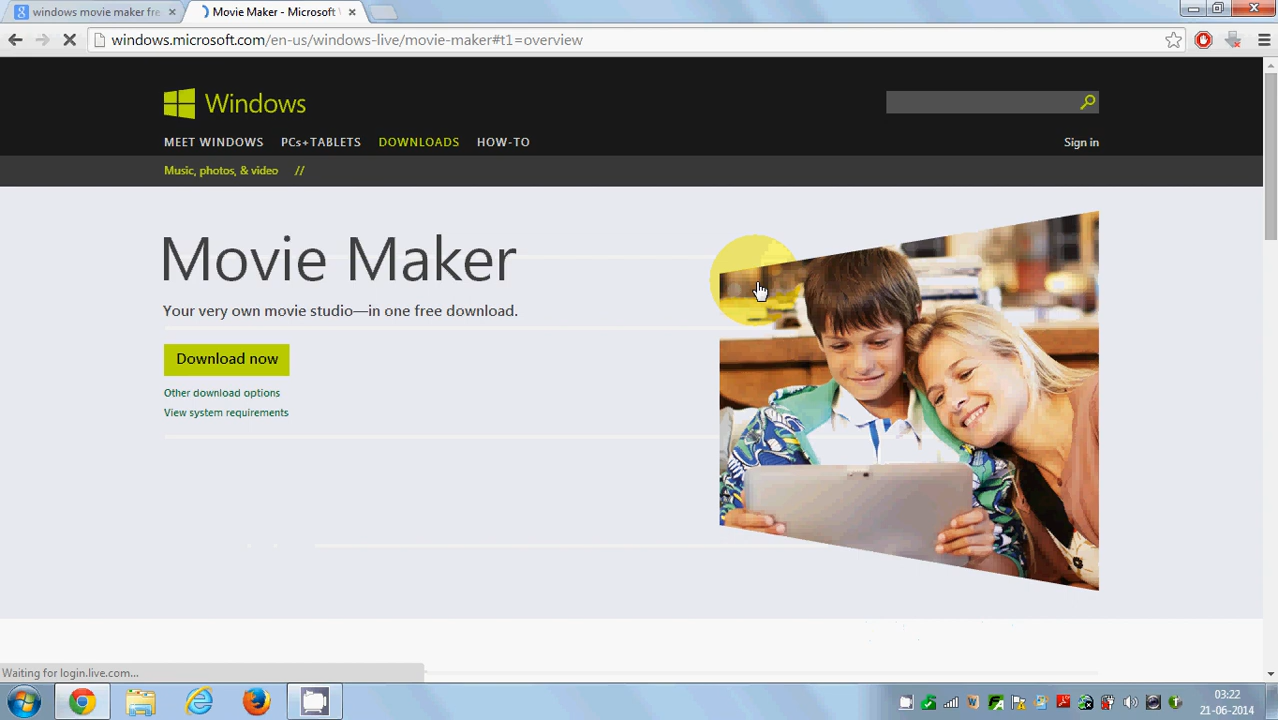 windows movie maker fre
Movie Maker - Microsoft
windows.microsoft.com/en-us/windows-live/movie-maker#t1=overview
Windows
MEET WINDOWS PCs+TABLETS DOWNLOADS HOW-TO
Sign in
Music, photos, & video //
Movie Maker
Your very own movie studio—in one free download.
Download now
Other download options
View system requirements
Waiting for login.live.com...
03:22
21-06-2014